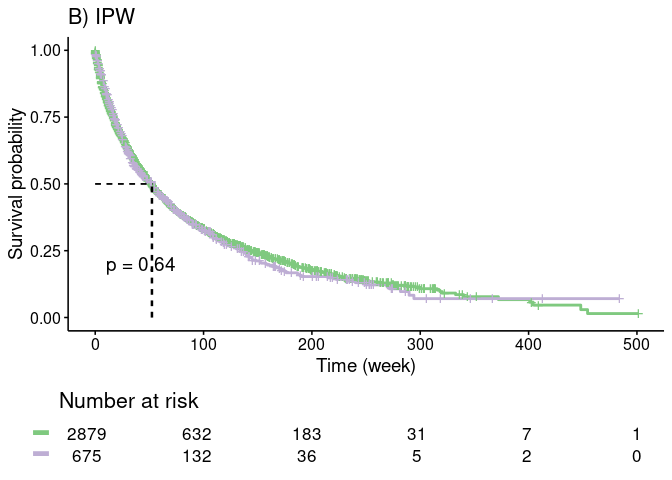 B) IPW
Survival probability
1.00
0.75
0.50
0.25
0.00
p = 0.64
0 100 200 300 400 500
Time (week)
Number at risk
2879 632 183 31 7 1
675 132 36 5 2 0